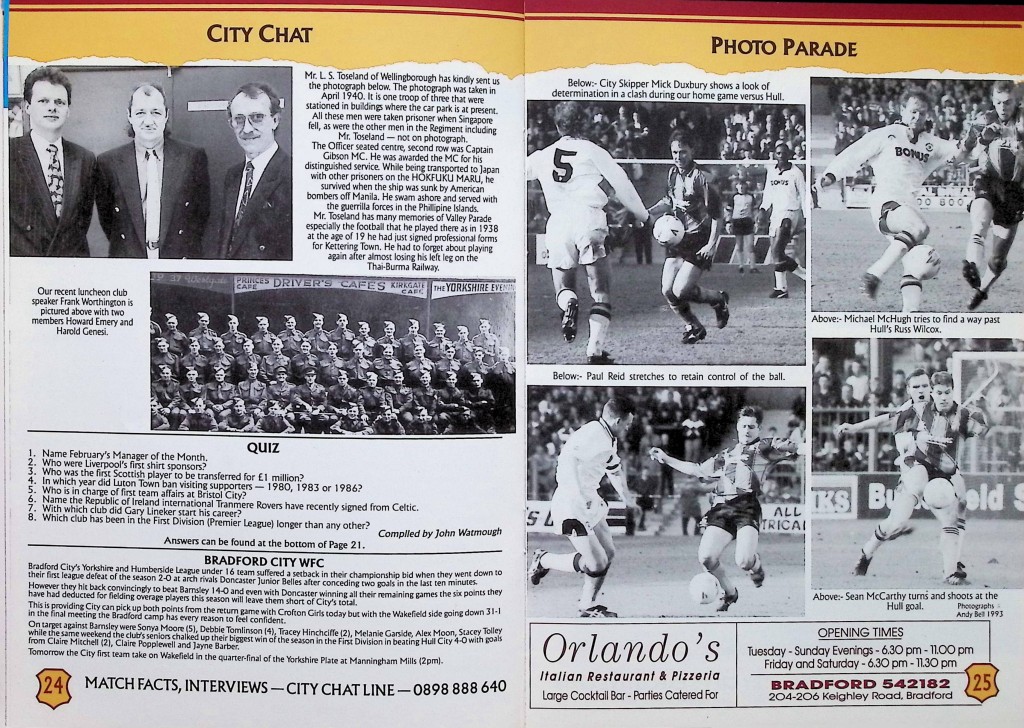 CITY CHAT
Mr. L. S. Toseland of Wellingborough has kindly sent us
the photograph below. The photograph was taken in
April 1940. It is one troop of three that were
stationed in buildings where the car park is at present.
All these men were taken prisoner when Singapore
fell, as were the other men in the Regiment including
Mr. Toseland — not on photograph.
The Officer seated centre, second row was Captain
Gibson MC. He was awarded the MC for his
distinguished service. While being transported to Japan
with other prisoners on the HOKFUKU MARU, he
survived when the ship was sunk by American
bombers off Manila. He swam ashore and served with
the guerrilla forces in the Phillipine Islands.
Mr. Toseland has many memories of Valley Parade
especially the football that he played there as in 1938
at the age of 19 he had just signed professional forms
for Kettering Town. He had to forget about playing
again after almost losing his left leg on the
Thai-Burma Railway.
Our recent luncheon club
speaker Frank Worthington is
pictured above with two
members Howard Emery and
Harold Genesi.
PRINCES CAFE
DRIVER'S CAFES
KIRKGATE CAFE
THE YORKSHIRE EVENI
QUIZ
1. Name February's Manager of the Month.
2. Who were Liverpool's first shirt sponsors?
3. Who was the first Scottish player to be transferred for £1 million?
4. In which year did Luton Town ban visiting supporters — 1980, 1983 or 1986?
5. Who is in charge of first team affairs at Bristol City?
6. Name the Republic of Ireland international Tranmere Rovers have recently signed from Celtic.
7. With which club did Gary Lineker start his career?
8. Which club has been in the First Division (Premier League) longer than any other?
Compiled by John Watmough
Answers can be found at the bottom of Page 21.
BRADFORD CITY WFC
Bradford City's Yorkshire and Humberside League under 16 team suffered a setback in their championship bid when they went down to
their first league defeat of the season 2-0 at arch rivals Doncaster Junior Belles after conceding two goals in the last ten minutes.
However they hit back convincingly to beat Barnsley 14-0 and even with Doncaster winning all their remaining games the six points they
have had deducted for fielding overage players this season will leave them short of City's total.
This is providing City can pick up both points from the return game with Crofton Girls today but with the Wakefield side going down 31-1
in the final meeting the Bradford camp has every reason to feel confident.
On target against Barnsley were Sonya Moore (5), Debbie Tomlinson (4), Tracey Hinchcliffe (2), Melanie Garside, Alex Moon, Stacey Tolley
while the same weekend the club's seniors chalked up their biggest win of the season in the First Division in beating Hull City 4-0 with goals
from Claire Mitchell (2), Claire Popplewell and Jayne Barber.
Tomorrow the City first team take on Wakefield in the quarter-final of the Yorkshire Plate at Manningham Mills (2pm).
24
MATCH FACTS, INTERVIEWS — CITY CHAT LINE — 0898 888 640
PHOTO PARADE
Below:- City Skipper Mick Duxbury shows a look of
determination in a clash during our home game versus Hull.
5
BONUS
BONUS
Above:- Michael McHugh tries to find a way past
Hull's Russ Wilcox.
Below:- Paul Reid stretches to retain control of the ball.
ALL
TRICAL
KS
Above:- Sean McCarthy turns and shoots at the
Hull goal.
Photographs -
Andy Bell 1993
Orlando's
Italian Restaurant & Pizzeria
Large Cocktail Bar - Parties Catered For
OPENING TIMES
Tuesday - Sunday Evenings - 6.30 pm - 11.00 pm
Friday and Saturday - 6.30 pm - 11.30 pm
BRADFORD 542182
204-206 Keighley Road, Bradford
25